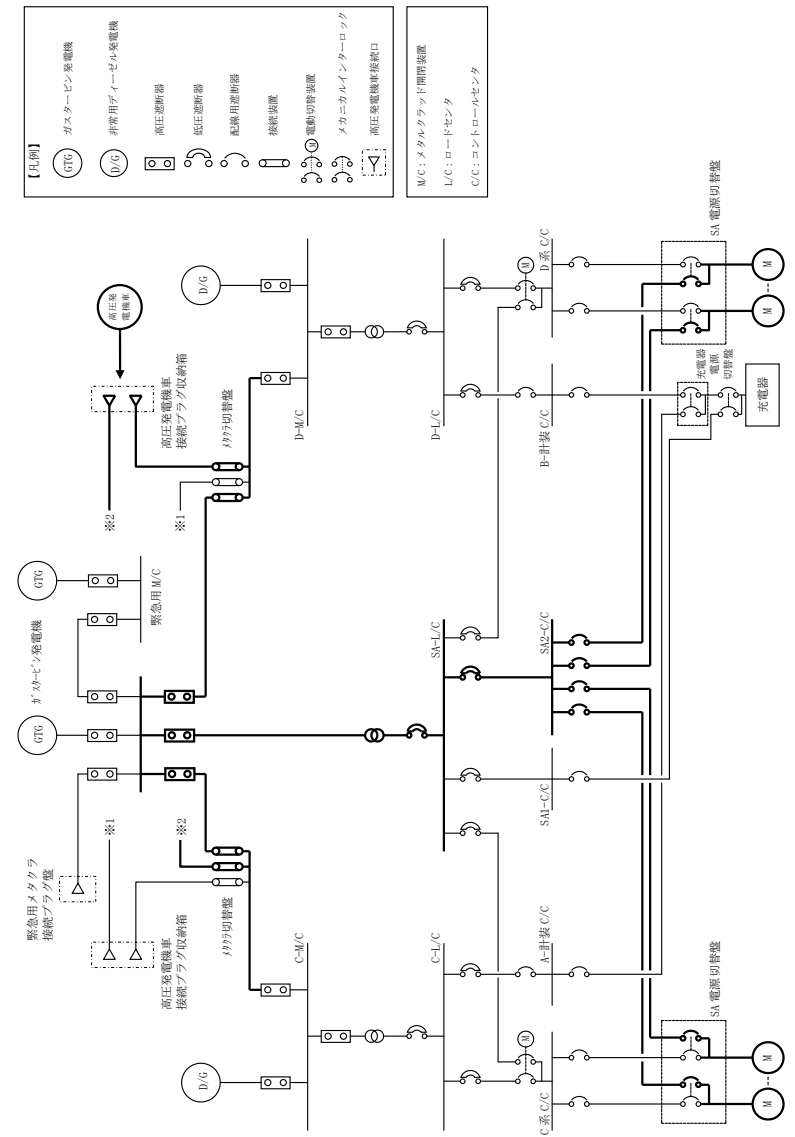 【凡例】
GTG
ガスタービン発電機
D/G
非常用ディーゼル発電機
高圧遮断器
低圧遮断器
配線用遮断器
接続装置
M
電動切替装置
メカニカルインターロック
高圧発電機車接続口
M/C：メタルクラッド開閉装置
L/C：ロードセンタ
C/C：コントロールセンタ
緊急用メタクラ
接続プラグ盤
GTG
ガスタービン発電機
GTG
緊急用M/C
高圧発
電機車
高圧発電機車
接続プラグ収納箱
※1
※2
高圧発電機車
接続プラグ収納箱
※2
※1
メタクラ切替盤
メタクラ切替盤
D/G
D/G
C-M/C
D-M/C
C-L/C
SA-L/C
D-L/C
M
M
C系 C/C
A-計装 C/C
SA1-C/C
SA2-C/C
B-計装 C/C
D系 C/C
SA 電源切替盤
充電器
電源
切替盤
SA 電源切替盤
M
M
充電器
M
M